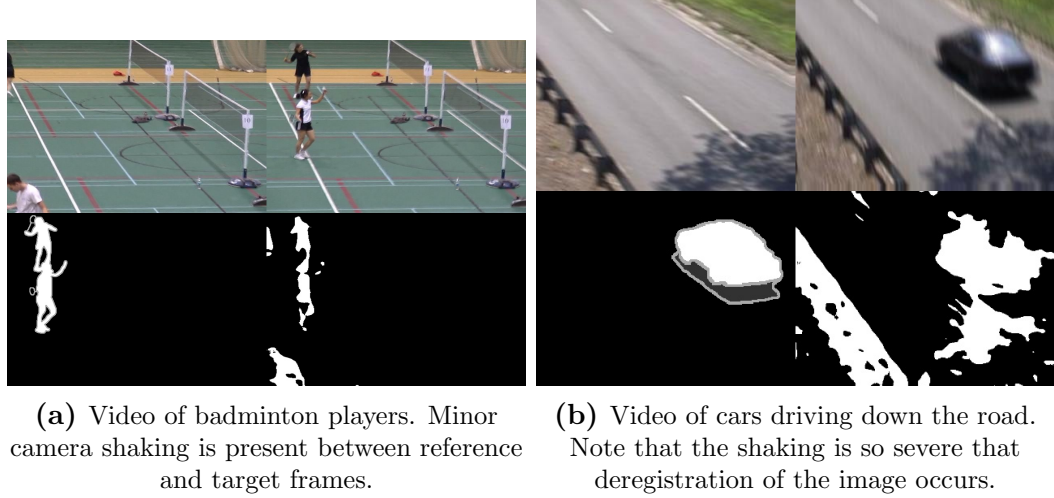 (a) Video of badminton players. Minor
camera shaking is present between reference
and target frames.
(b) Video of cars driving down the road.
Note that the shaking is so severe that
deregistration of the image occurs.